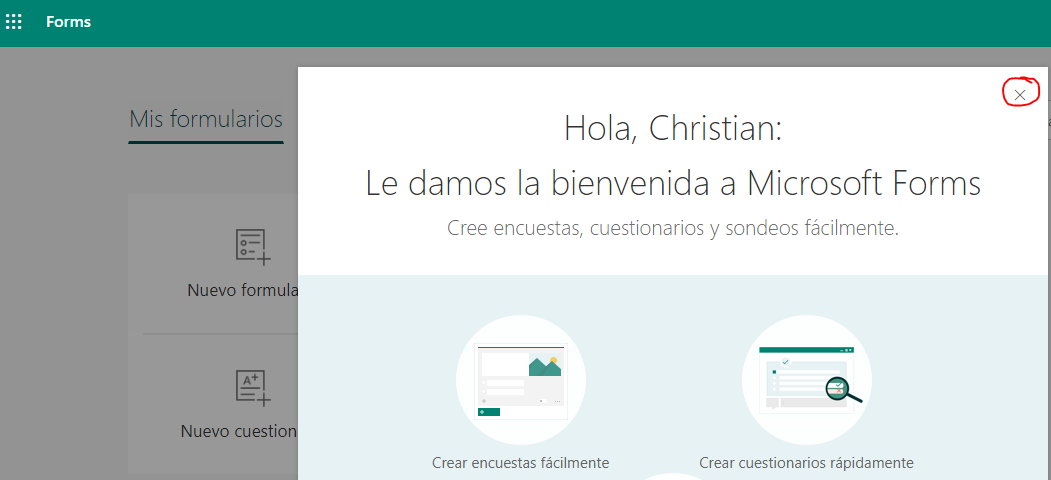 Forms
Mis formularios
Hola, Christian:
Le damos la bienvenida a Microsoft Forms
Cree encuestas, cuestionarios y sondeos fácilmente.
Nuevo formula
Nuevo cuestion
Crear encuestas fácilmente
Crear cuestionarios rápidamente